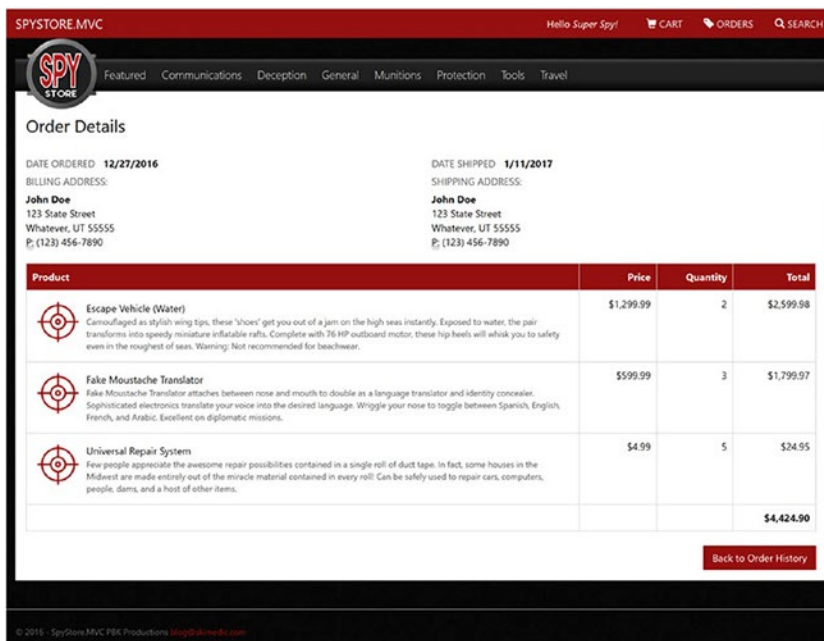 SPYSTORE.MVC
Hello Super Spy!
CART
ORDERS
SEARCH
SPY
STORE
Featured Communications Deception General Munitions Protection Tools Travel
Order Details
DATE ORDERED 12/27/2016
DATE SHIPPED 1/11/2017
BILLING ADDRESS:
SHIPPING ADDRESS:
John Doe
123 State Street
Whatever, UT 55555
P: (123) 456-7890
John Doe
123 State Street
Whatever, UT 55555
P: (123) 456-7890
Product Price Quantity Total
Escape Vehicle (Water) $1,299.99 2 $2,599.98
Camouflaged as stylish wing tips, these 'shoes' get you out of a jam on the high seas instantly. Exposed to water, the pair
transforms into speedy miniature inflatable rafts. Complete with 76 HP outboard motor, these hip heels will whisk you to safety
even in the roughest of seas. Warning: Not recommended for beachwear.
Fake Moustache Translator $599.99 3 $1,799.97
Fake Moustache Translator attaches between nose and mouth to double as a language translator and identity concealer.
Sophisticated electronics translate your voice into the desired language. Wriggle your nose to toggle between Spanish, English,
French, and Arabic. Excellent on diplomatic missions.
Universal Repair System $4.99 5 $24.95
Few people appreciate the awesome repair possibilities contained in a single roll of duct tape. In fact, some houses in the
Midwest are made entirely out of the miracle material contained in every roll! Can be safely used to repair cars, computers,
people, dams, and a host of other items.
$4,424.90
Back to Order History
© 2016 - SpyStore.MVC PBK Productions blog@skimedic.com